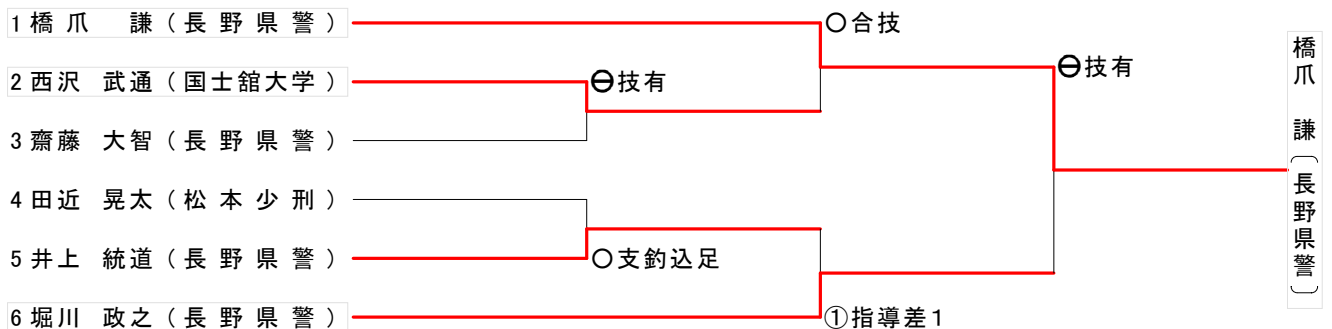 1 橋爪　謙（長野県警） 〇合技
2 西沢 武通（国士舘大学） ⊖技有
⊖技有
3 齋藤 大智（長野県警）
4 田近 晃太（松本少刑）
5 井上 統道（長野県警） 〇支釣込足
6 堀川 政之（長野県警） ①指導差1
橋爪　謙（長野県警）